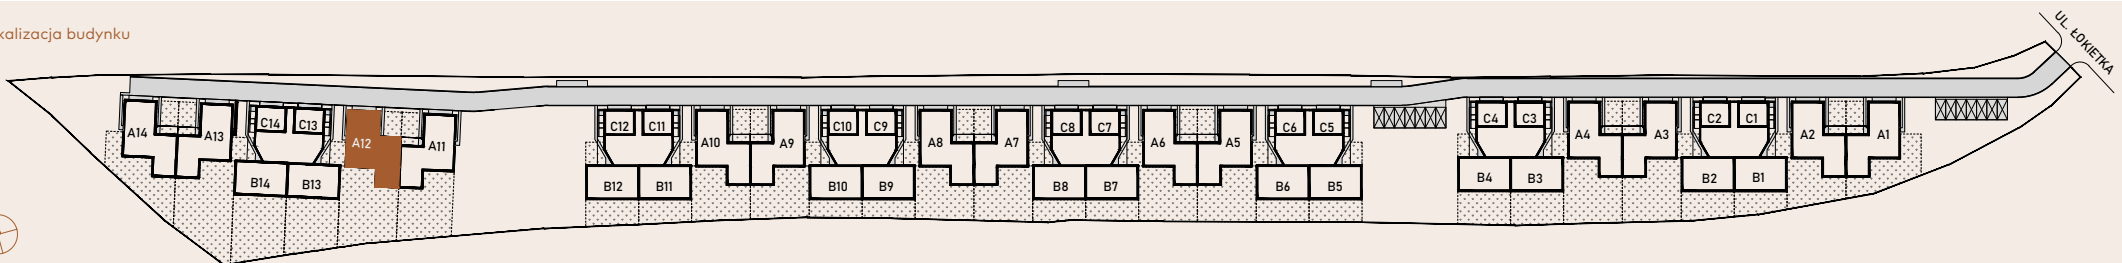 kalizacja budynku
UL. ŁOKIETKA
A14
A13
C14
C13
B14
B13
A12
A11
C12
C11
B12
B11
A10
A9
C10
C9
B10
B9
A8
A7
C8
C7
B8
B7
A6
A5
C6
C5
B6
B5
C4
C3
B4
B3
A4
A3
C2
C1
B2
B1
A2
A1